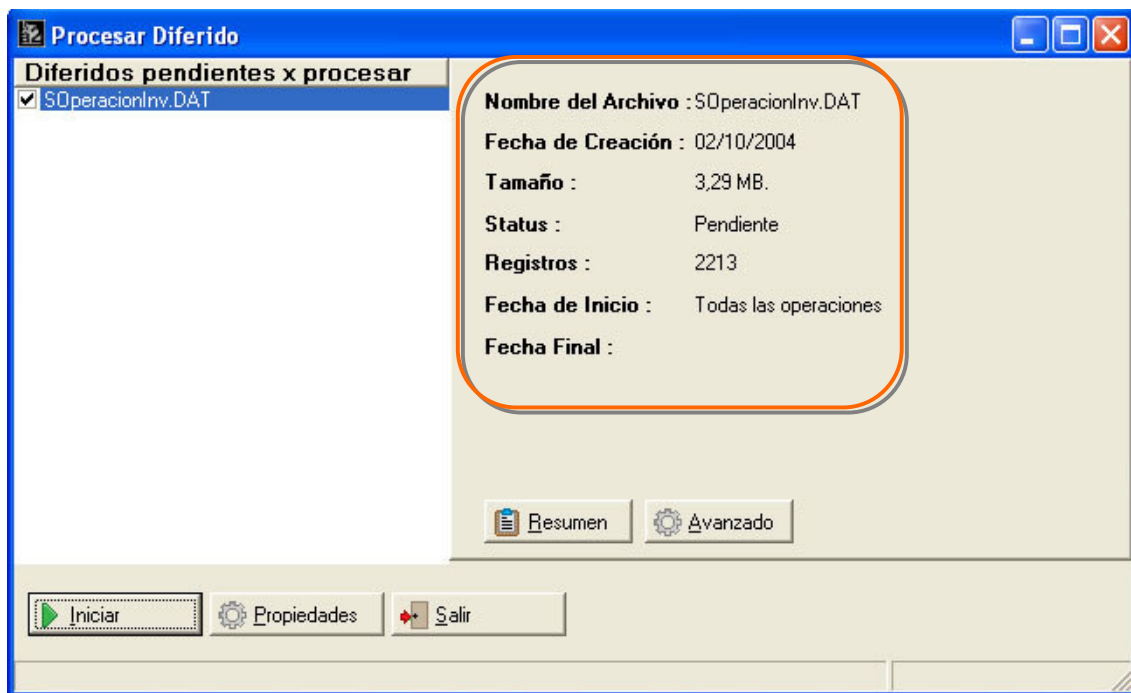 Procesar Diferido
Diferidos pendientes x procesar
SOperacionInv.DAT
Nombre del Archivo : SOperacionInv.DAT
Fecha de Creación : 02/10/2004
Tamaño : 3,29 MB.
Status : Pendiente
Registros : 2213
Fecha de Inicio : Todas las operaciones
Fecha Final :
Resumen Avanzado
Iniciar Propiedades Salir